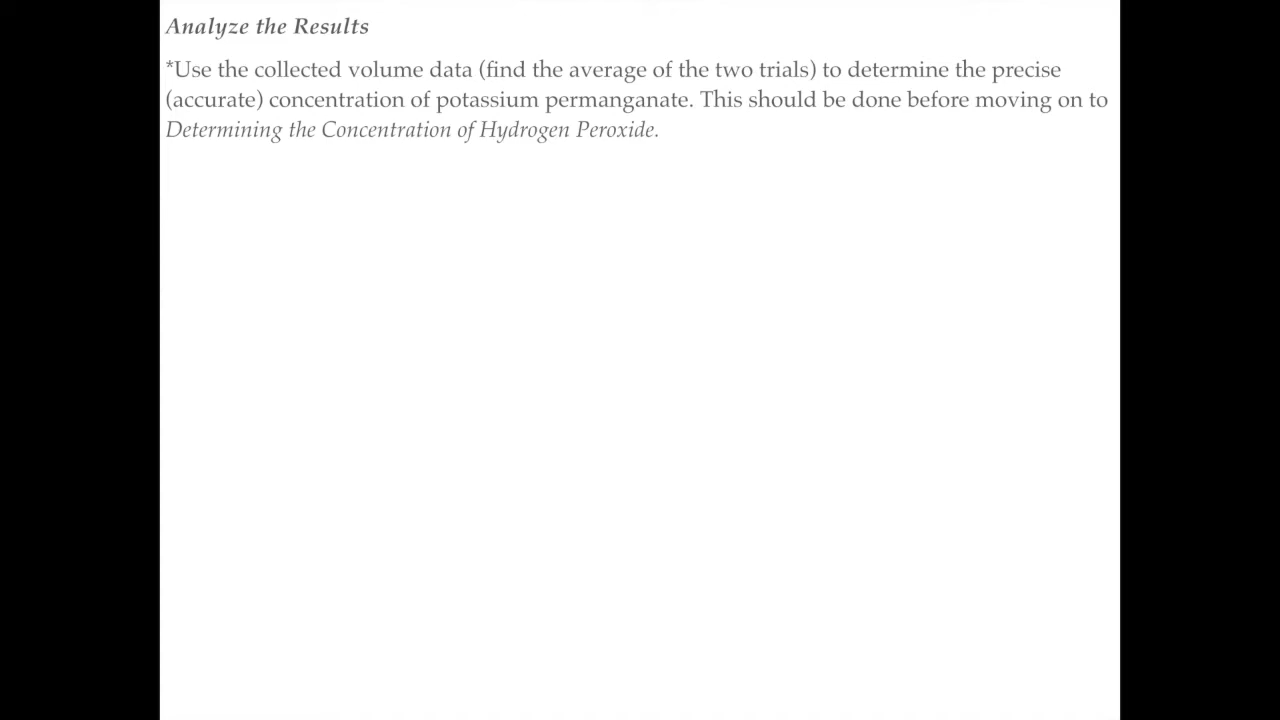 Analyze the Results
*Use the collected volume data (find the average of the two trials) to determine the precise
(accurate) concentration of potassium permanganate. This should be done before moving on to
Determining the Concentration of Hydrogen Peroxide.